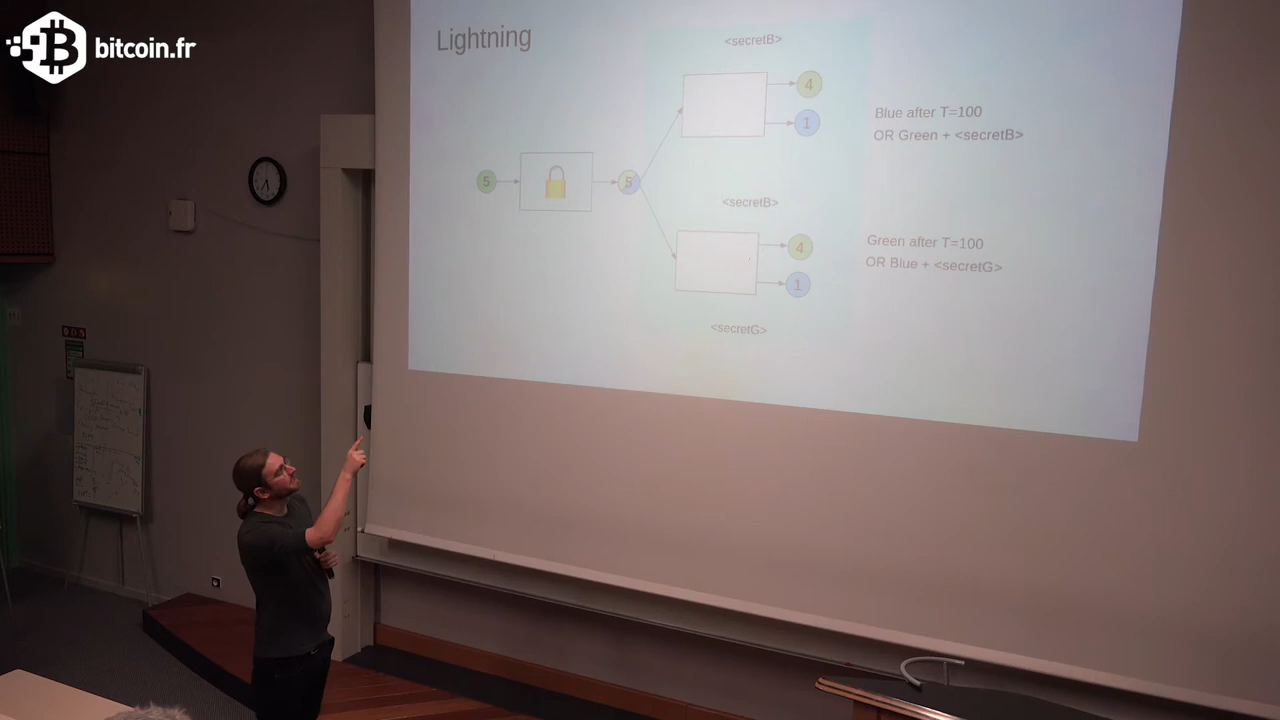 bitcoin.fr
Lightning
<secretB>
4
1
Blue after T=100
OR Green + <secretB>
5
5
<secretB>
4
1
Green after T=100
OR Blue + <secretG>
<secretG>